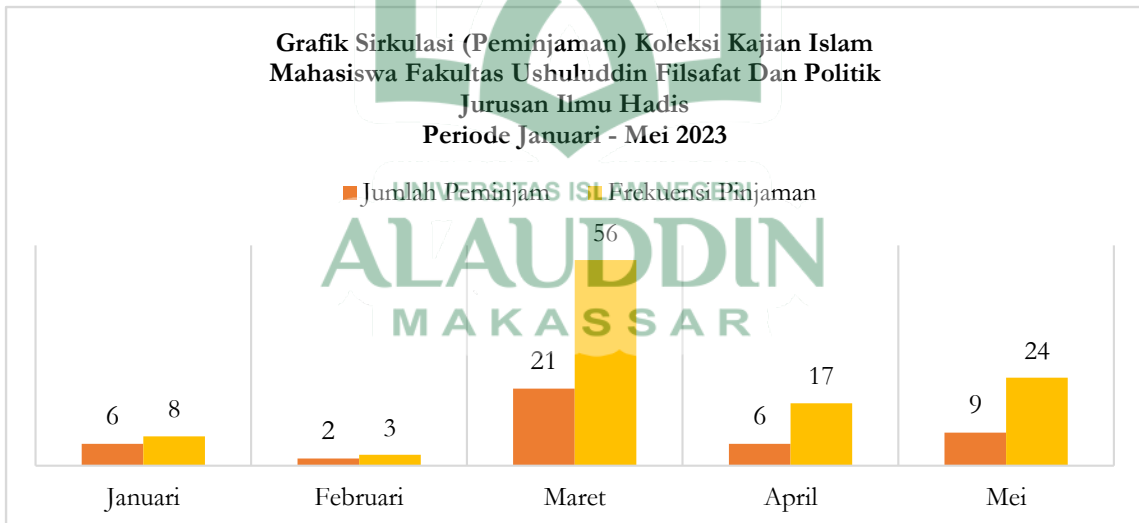 Grafik Sirkulasi (Peminjaman) Koleksi Kajian Islam
Mahasiswa Fakultas Ushuluddin Filsafat Dan Politik
Jurusan Ilmu Hadis
Periode Januari - Mei 2023
Jumlah Peminjam Frekuensi Pinjaman
UNIVERSITAS ISLAM NEGERI
ALAUDDIN
MAKASSAR
6 8 2 3 21 56 6 17 9 24
Januari Februari Maret April Mei